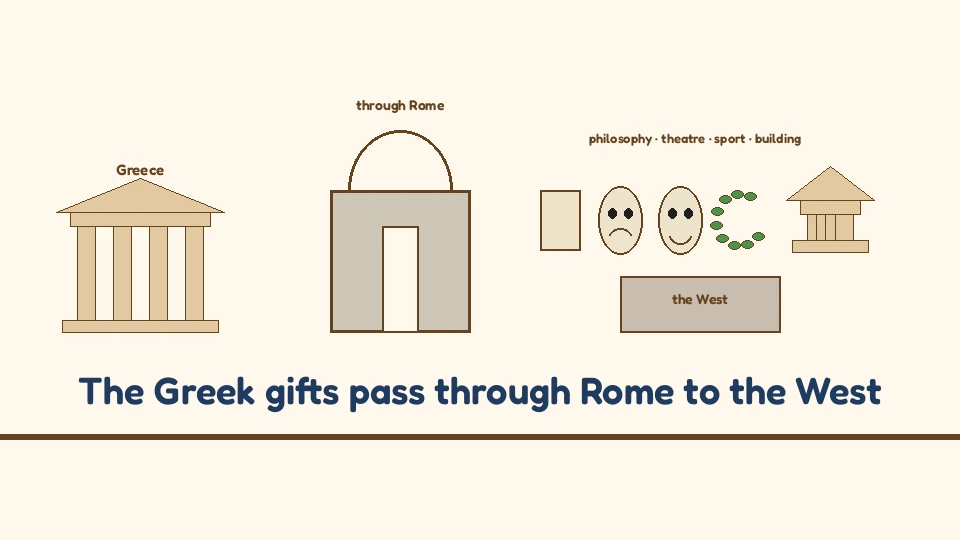 Greece
through Rome
philosophy · theatre · sport · building
the West
The Greek gifts pass through Rome to the West